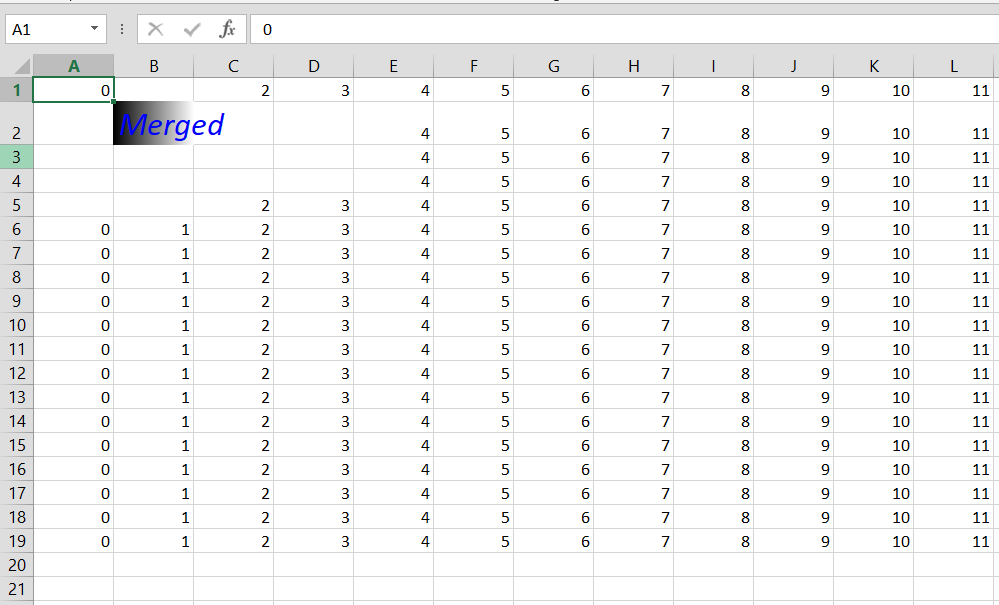 A1 fx 0
A B C D E F G H I J K L
1 0 2 3 4 5 6 7 8 9 10 11
2 Merged 4 5 6 7 8 9 10 11
3 4 5 6 7 8 9 10 11
4 4 5 6 7 8 9 10 11
5 2 3 4 5 6 7 8 9 10 11
6 0 1 2 3 4 5 6 7 8 9 10 11
7 0 1 2 3 4 5 6 7 8 9 10 11
8 0 1 2 3 4 5 6 7 8 9 10 11
9 0 1 2 3 4 5 6 7 8 9 10 11
10 0 1 2 3 4 5 6 7 8 9 10 11
11 0 1 2 3 4 5 6 7 8 9 10 11
12 0 1 2 3 4 5 6 7 8 9 10 11
13 0 1 2 3 4 5 6 7 8 9 10 11
14 0 1 2 3 4 5 6 7 8 9 10 11
15 0 1 2 3 4 5 6 7 8 9 10 11
16 0 1 2 3 4 5 6 7 8 9 10 11
17 0 1 2 3 4 5 6 7 8 9 10 11
18 0 1 2 3 4 5 6 7 8 9 10 11
19 0 1 2 3 4 5 6 7 8 9 10 11
20
21